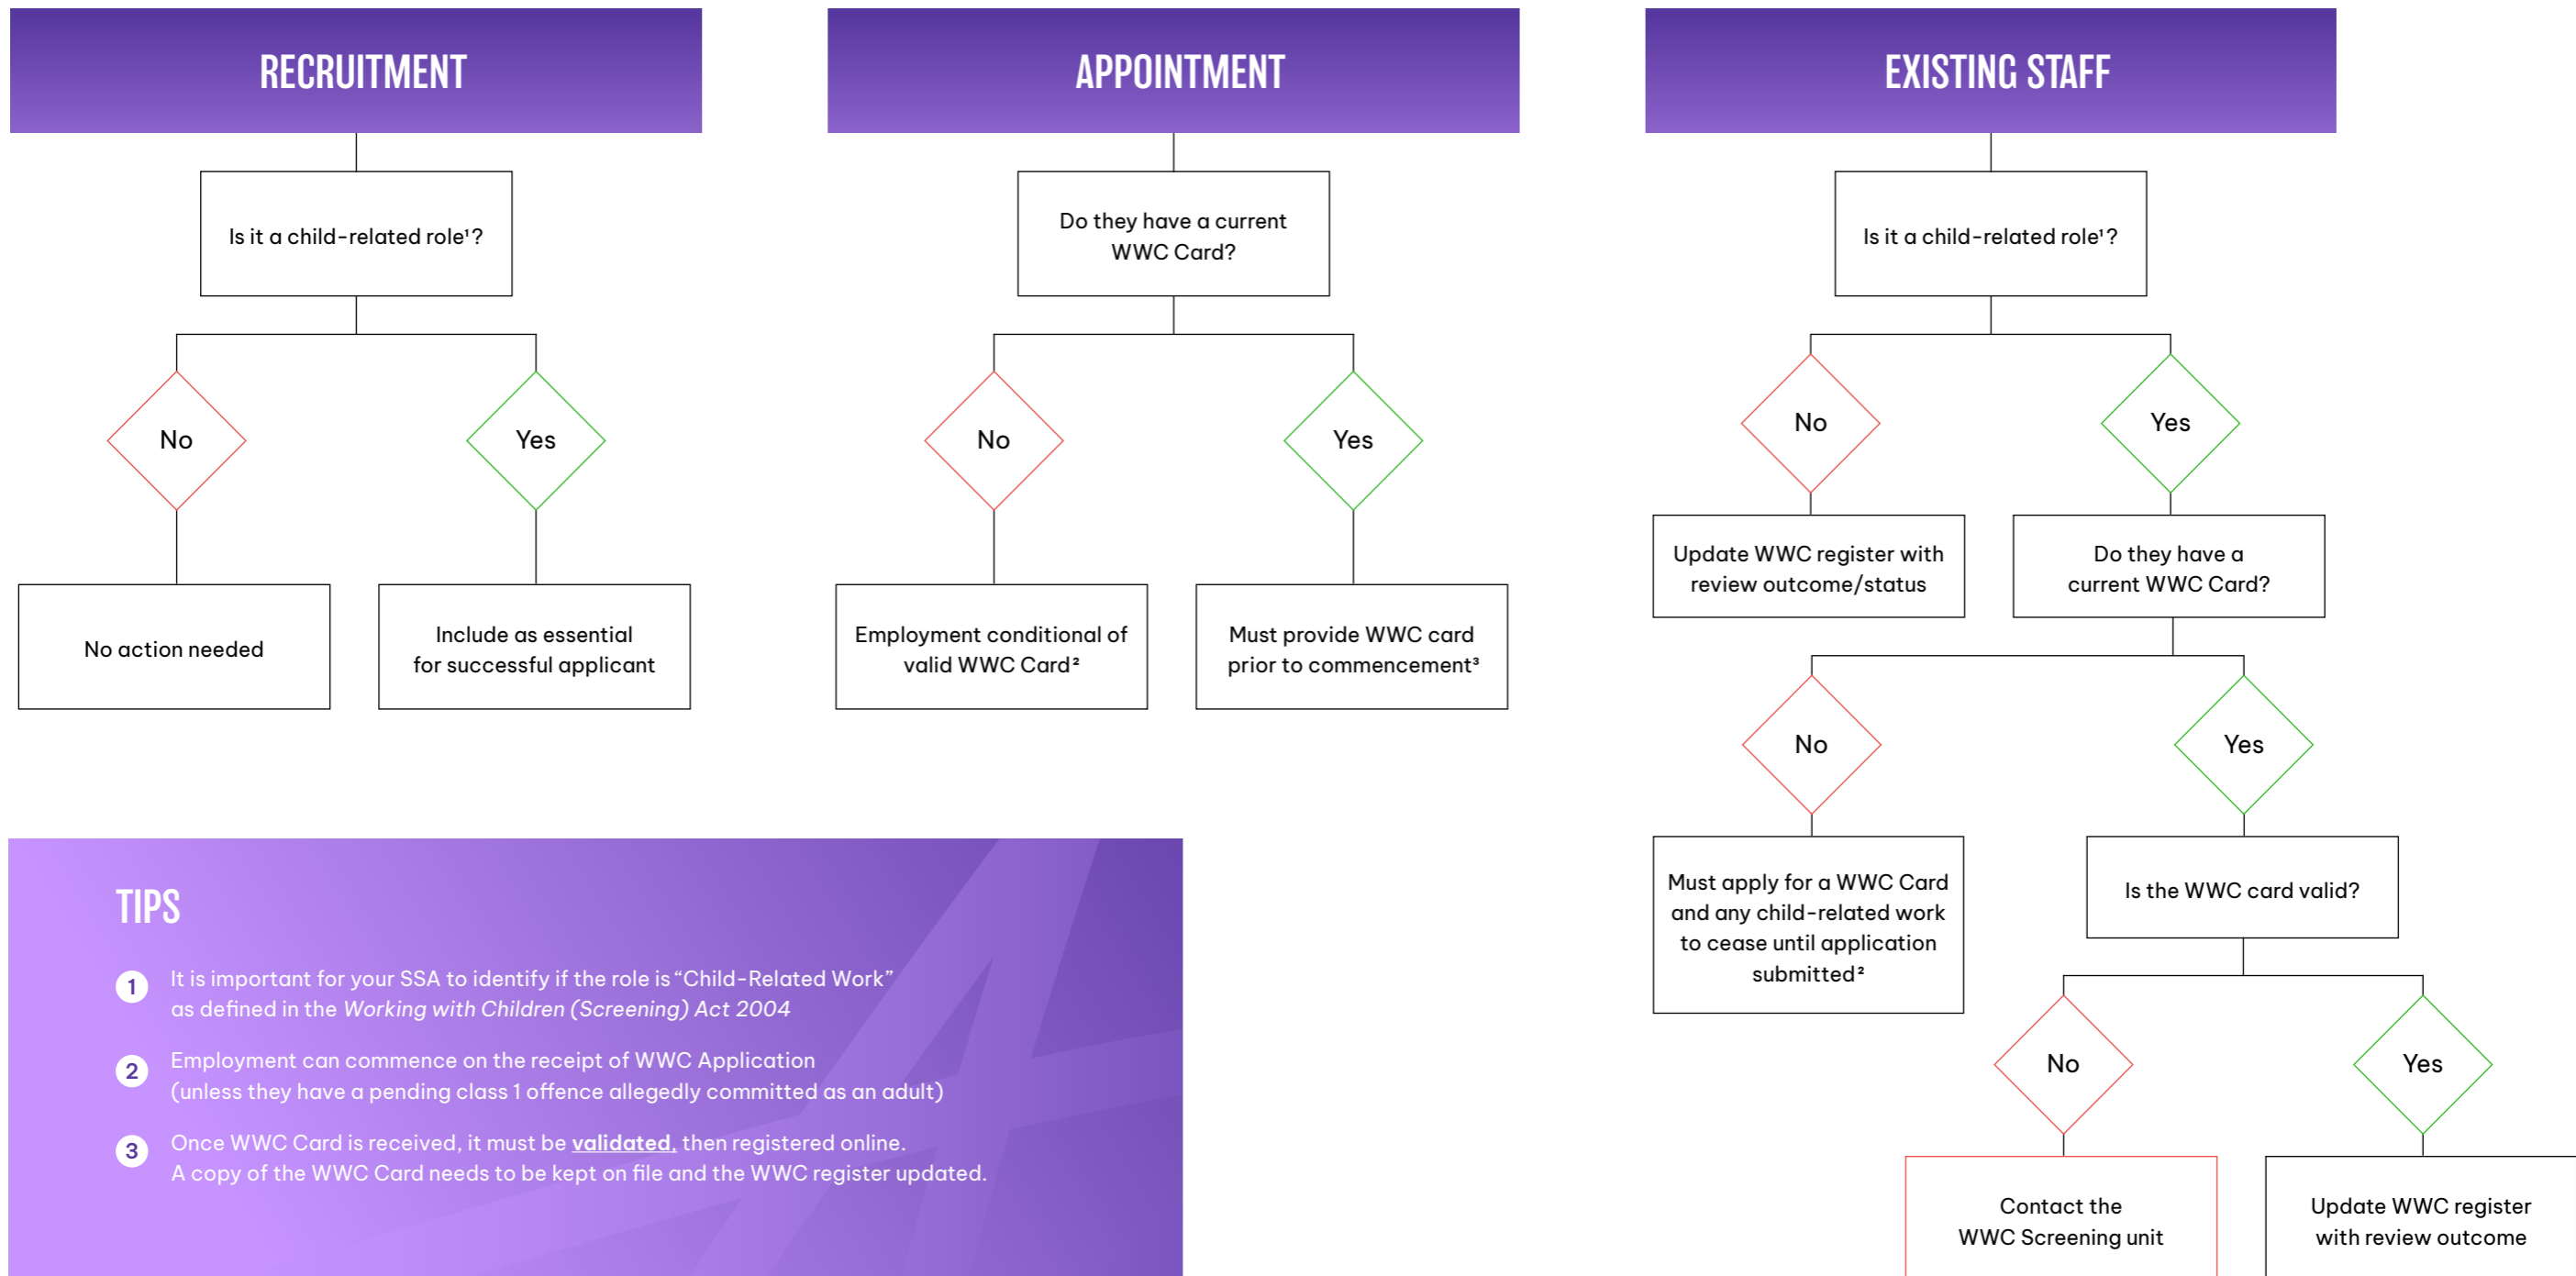 RECRUITMENT
Is it a child-related role¹?
No
Yes
No action needed
Include as essential
for successful applicant
APPOINTMENT
Do they have a current
WWC Card?
No
Yes
Employment conditional of
valid WWC Card²
Must provide WWC card
prior to commencement³
EXISTING STAFF
Is it a child-related role¹?
No
Yes
Update WWC register with
review outcome/status
Do they have a
current WWC Card?
No
Yes
Must apply for a WWC Card
and any child-related work
to cease until application
submitted²
Is the WWC card valid?
No
Yes
Contact the
WWC Screening unit
Update WWC register
with review outcome
TIPS
1 It is important for your SSA to identify if the role is “Child-Related Work”
as defined in the Working with Children (Screening) Act 2004
2 Employment can commence on the receipt of WWC Application
(unless they have a pending class 1 offence allegedly committed as an adult)
3 Once WWC Card is received, it must be validated, then registered online.
A copy of the WWC Card needs to be kept on file and the WWC register updated.